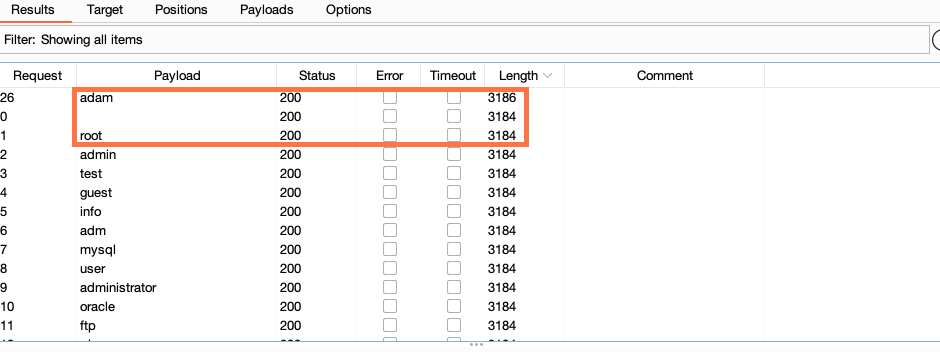 Results Target Positions Payloads Options
Filter: Showing all items
Request Payload Status Error Timeout Length Comment
26 adam 200 3186
0 200 3184
1 root 200 3184
2 admin 200 3184
3 test 200 3184
4 guest 200 3184
5 info 200 3184
6 adm 200 3184
7 mysql 200 3184
8 user 200 3184
9 administrator 200 3184
10 oracle 200 3184
11 ftp 200 3184